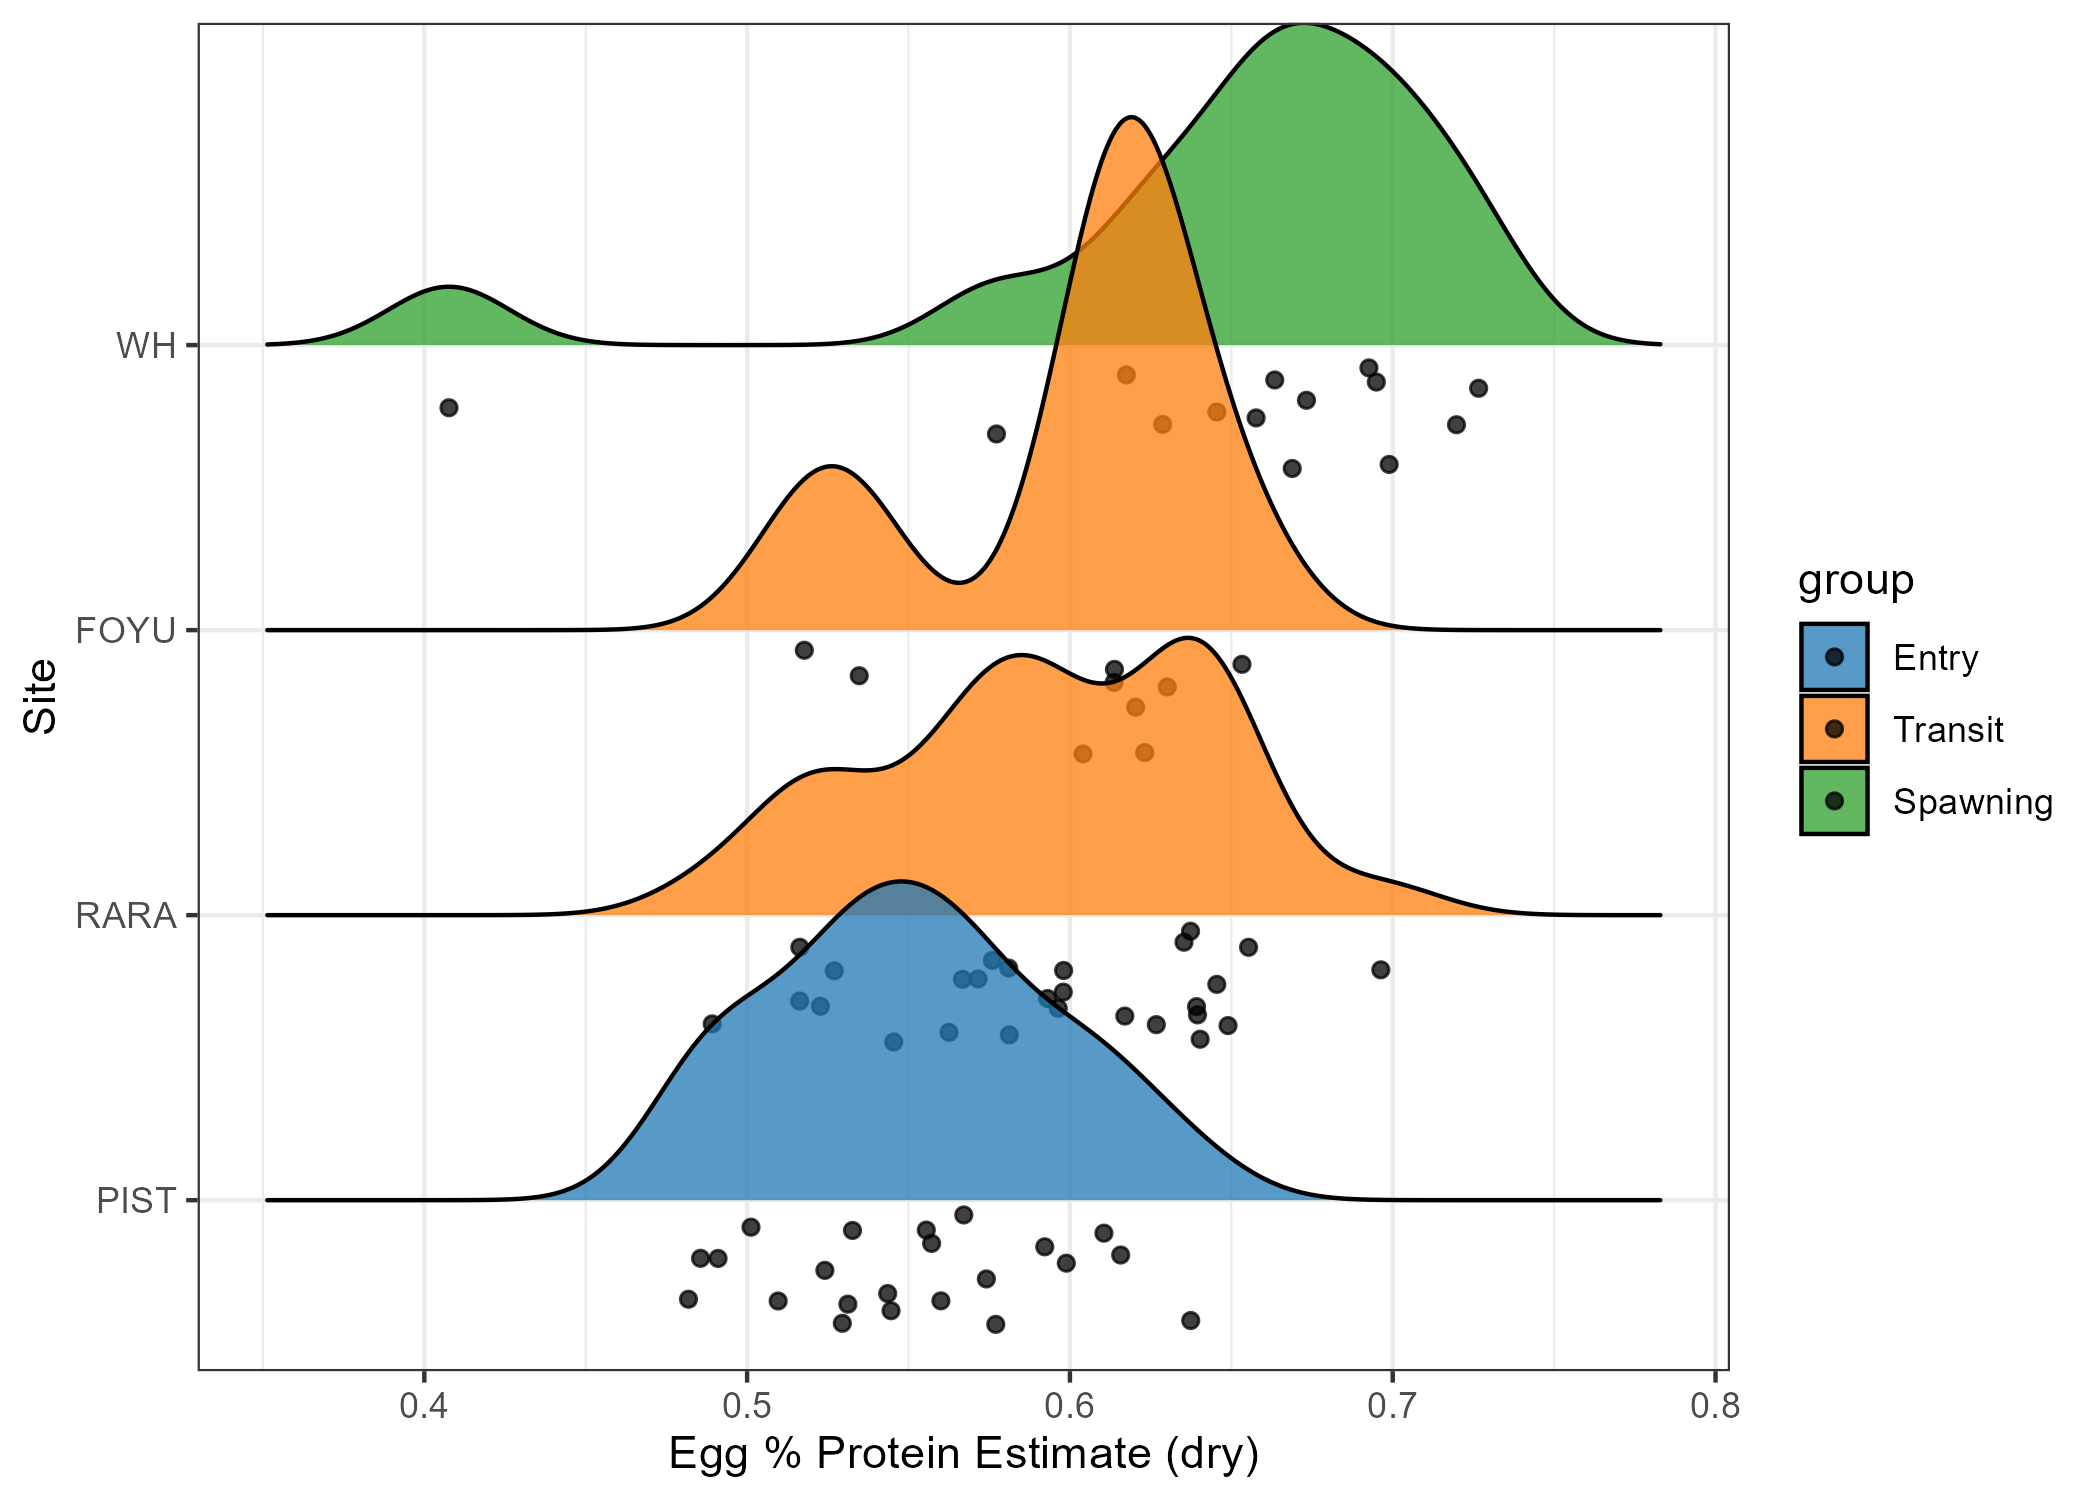 WH
FOYU
RARA
PIST
Site
0.4 0.5 0.6 0.7 0.8
Egg % Protein Estimate (dry)
group
Entry
Transit
Spawning